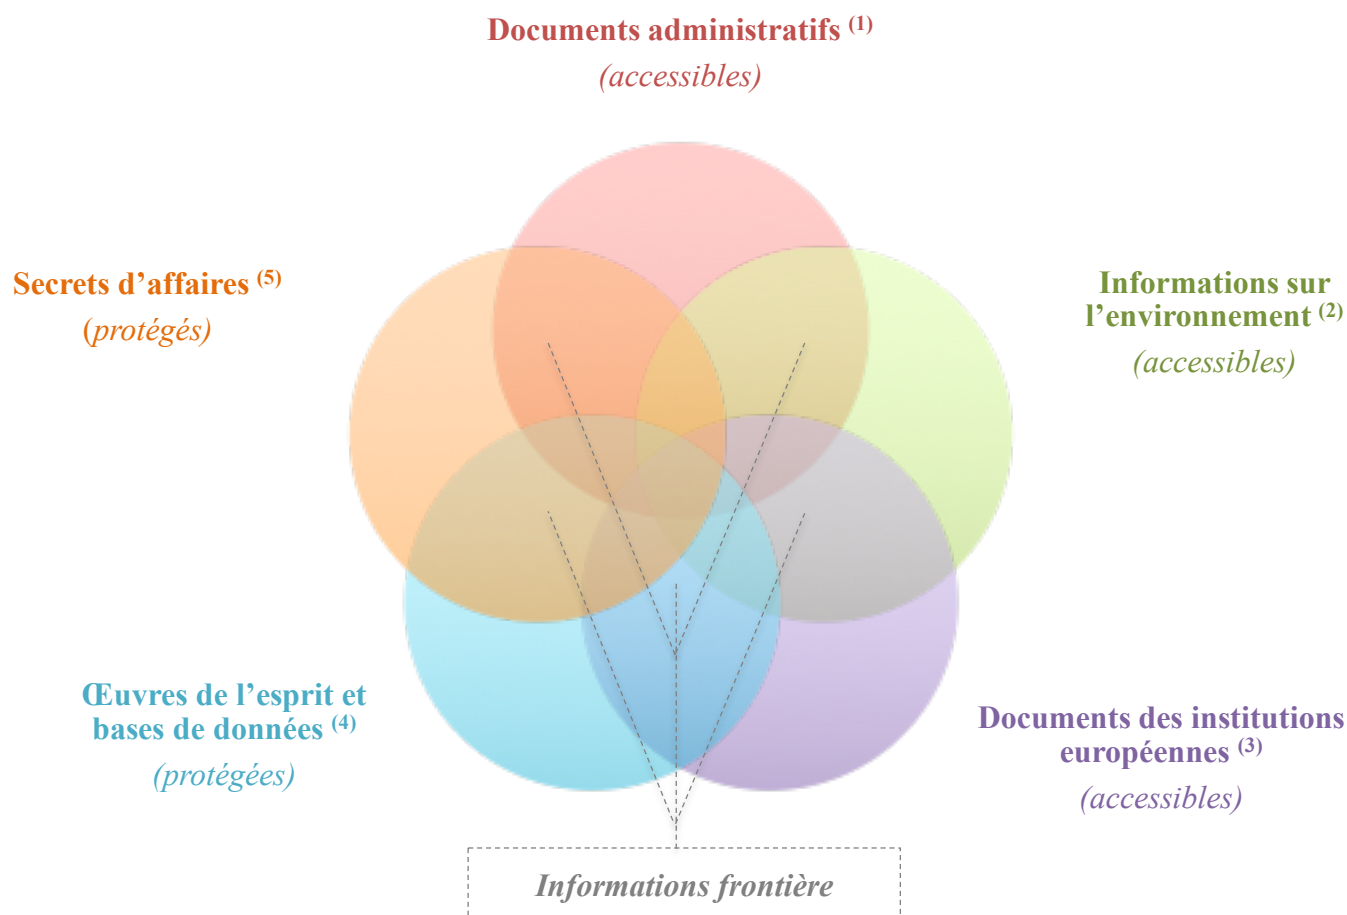 Documents administratifs (1)
(accessibles)
Secrets d’affaires (5)
(protégés)
Informations sur
l’environnement (2)
(accessibles)
Œuvres de l’esprit et
bases de données (4)
(protégées)
Documents des institutions
européennes (3)
(accessibles)
Informations frontière